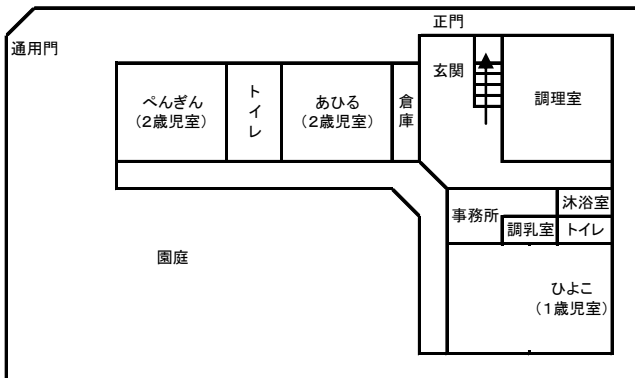 正門
通用門
玄関
ぺんぎん
(2歳児室)
トイレ
あひる
(2歳児室)
倉庫
調理室
事務所
沐浴室
調乳室
トイレ
園庭
ひよこ
(1歳児室)